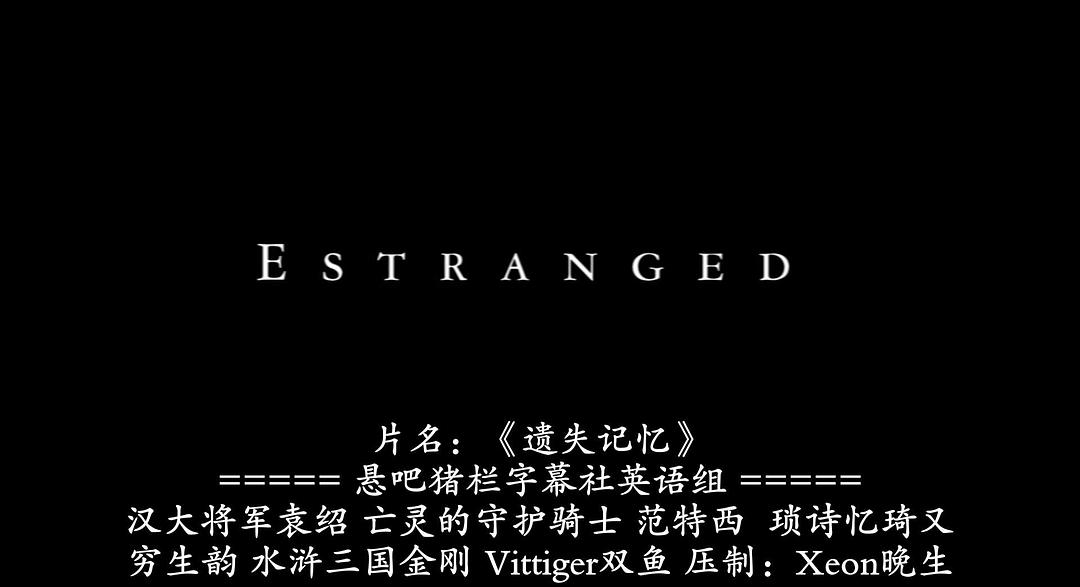 ESTRANGED
片名：《遗失记忆》
===== 悬吧猪栏字幕社英语组 =====
汉大将军袁绍 亡灵的守护骑士 范特西 琐诗忆琦又
穷生韵 水浒三国金刚 Vittiger双鱼 压制：Xeon晚生